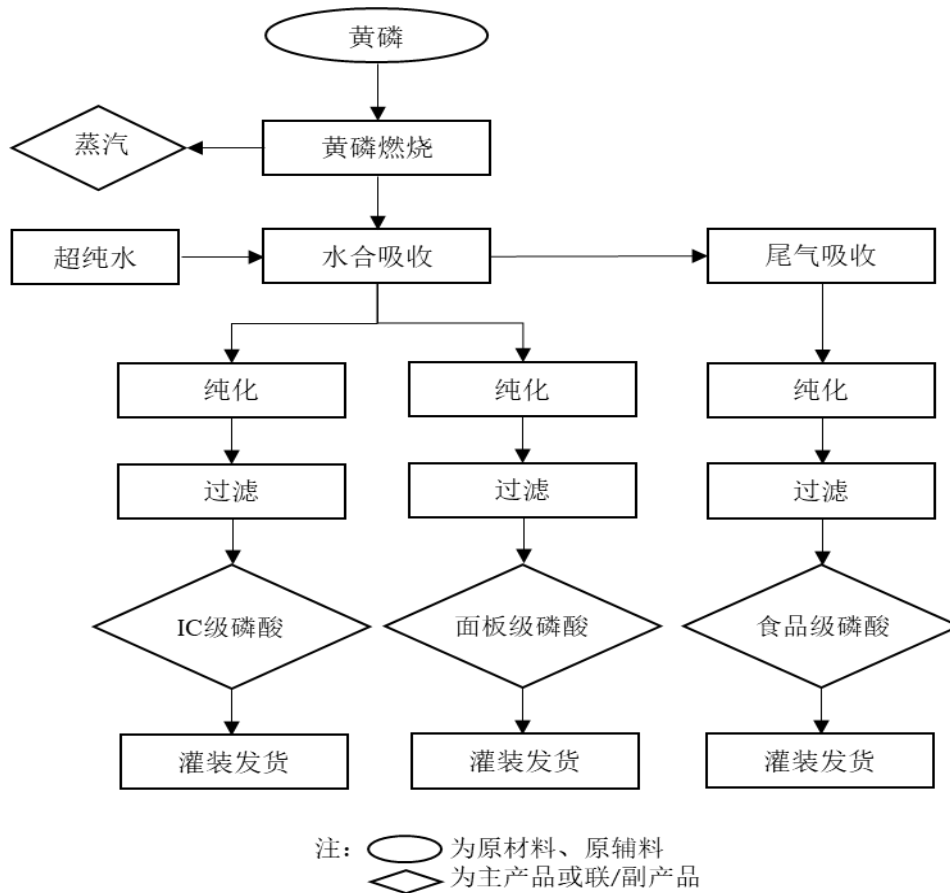 黄磷
蒸汽
黄磷燃烧
超纯水
水合吸收
尾气吸收
纯化
纯化
纯化
过滤
过滤
过滤
IC级磷酸
面板级磷酸
食品级磷酸
灌装发货
灌装发货
灌装发货
注：
为原材料、原辅料
为主产品或联/副产品